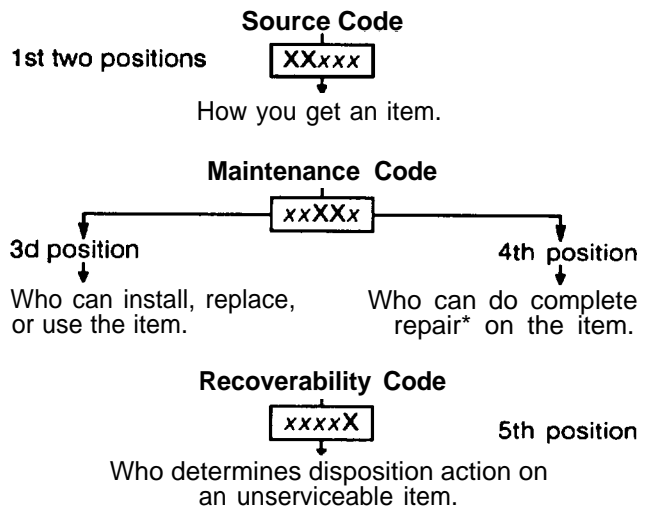 Source Code
1st two positions
XXxxx
How you get an item.
Maintenance Code
xxXXx
3d position
4th position
Who can install, replace,
or use the item.
Who can do complete
repair* on the item.
Recoverability Code
xxxxX
5th position
Who determines disposition action on
an unserviceable item.